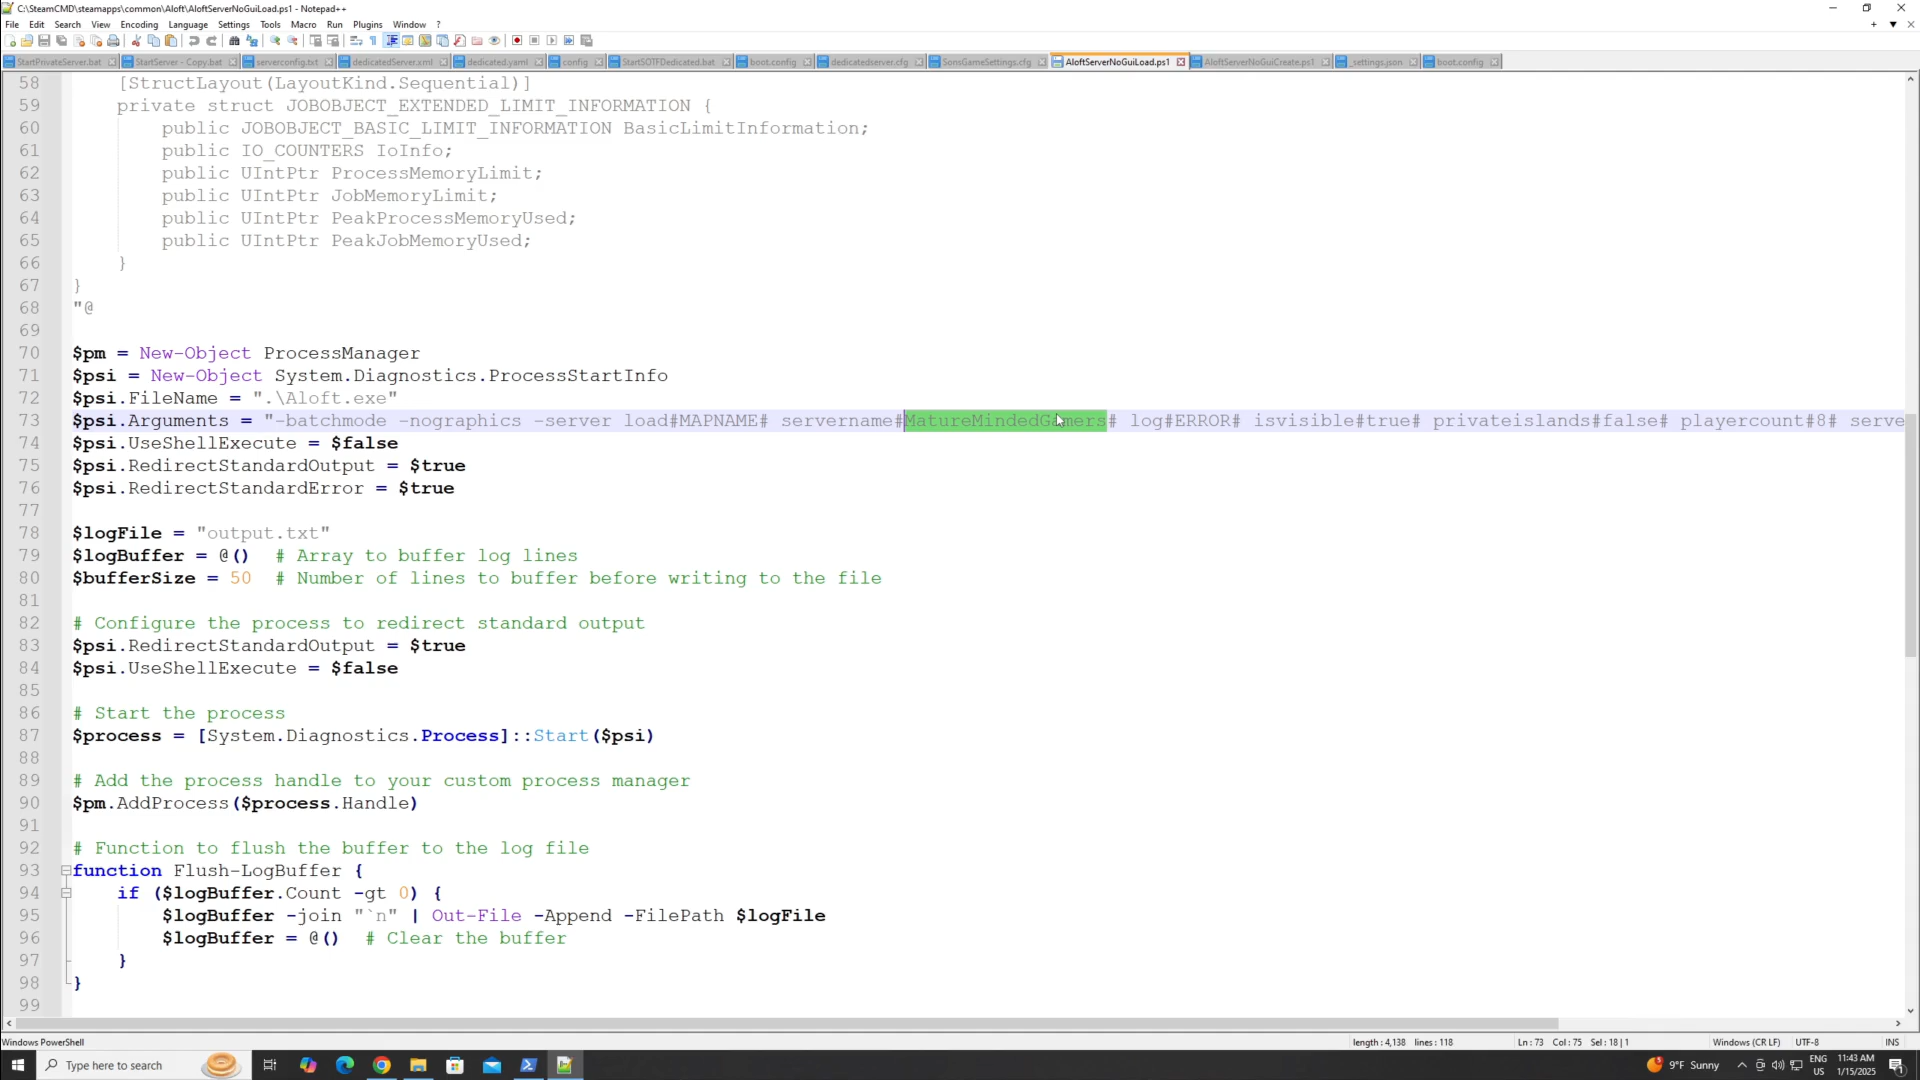 C:\SteamCMD\steamapps\common\Aloft\AloftServerNoGuiLoad.ps1 - Notepad++
File Edit Search View Encoding Language Settings Tools Macro Run Plugins Window ?
StartPrivateServer.bat StartServer - Copy.bat serverconfig.txt dedicatedServer.xml dedicated.yaml config StartSOTFDedicated.bat boot.config dedicatedserver.cfg SonsGameSettings.cfg AloftServerNoGuiLoad.ps1 AloftServerNoGuiCreate.ps1 _settings.json boot.config
58 [StructLayout(LayoutKind.Sequential)]
59 private struct JOBOBJECT_EXTENDED_LIMIT_INFORMATION {
60 public JOBOBJECT_BASIC_LIMIT_INFORMATION BasicLimitInformation;
61 public IO_COUNTERS IoInfo;
62 public UIntPtr ProcessMemoryLimit;
63 public UIntPtr JobMemoryLimit;
64 public UIntPtr PeakProcessMemoryUsed;
65 public UIntPtr PeakJobMemoryUsed;
66 }
67 }
68 "@
69
70 $pm = New-Object ProcessManager
71 $psi = New-Object System.Diagnostics.ProcessStartInfo
72 $psi.FileName = ".\Aloft.exe"
73 $psi.Arguments = "-batchmode -nographics -server load#MAPNAME# servername#MatureMindedGamers# log#ERROR# isvisible#true# privateislands#false# playercount#8# serve
74 $psi.UseShellExecute = $false
75 $psi.RedirectStandardOutput = $true
76 $psi.RedirectStandardError = $true
77
78 $logFile = "output.txt"
79 $logBuffer = @() # Array to buffer log lines
80 $bufferSize = 50 # Number of lines to buffer before writing to the file
81
82 # Configure the process to redirect standard output
83 $psi.RedirectStandardOutput = $true
84 $psi.UseShellExecute = $false
85
86 # Start the process
87 $process = [System.Diagnostics.Process]::Start($psi)
88
89 # Add the process handle to your custom process manager
90 $pm.AddProcess($process.Handle)
91
92 # Function to flush the buffer to the log file
93 function Flush-LogBuffer {
94 if ($logBuffer.Count -gt 0) {
95 $logBuffer -join "`n" | Out-File -Append -FilePath $logFile
96 $logBuffer = @() # Clear the buffer
97 }
98 }
99
Windows PowerShell length : 4,138 lines : 118 Ln : 73 Col : 75 Sel : 18 | 1 Windows (CR LF) UTF-8 INS
Type here to search 9°F Sunny ENG US 11:43 AM 1/15/2025